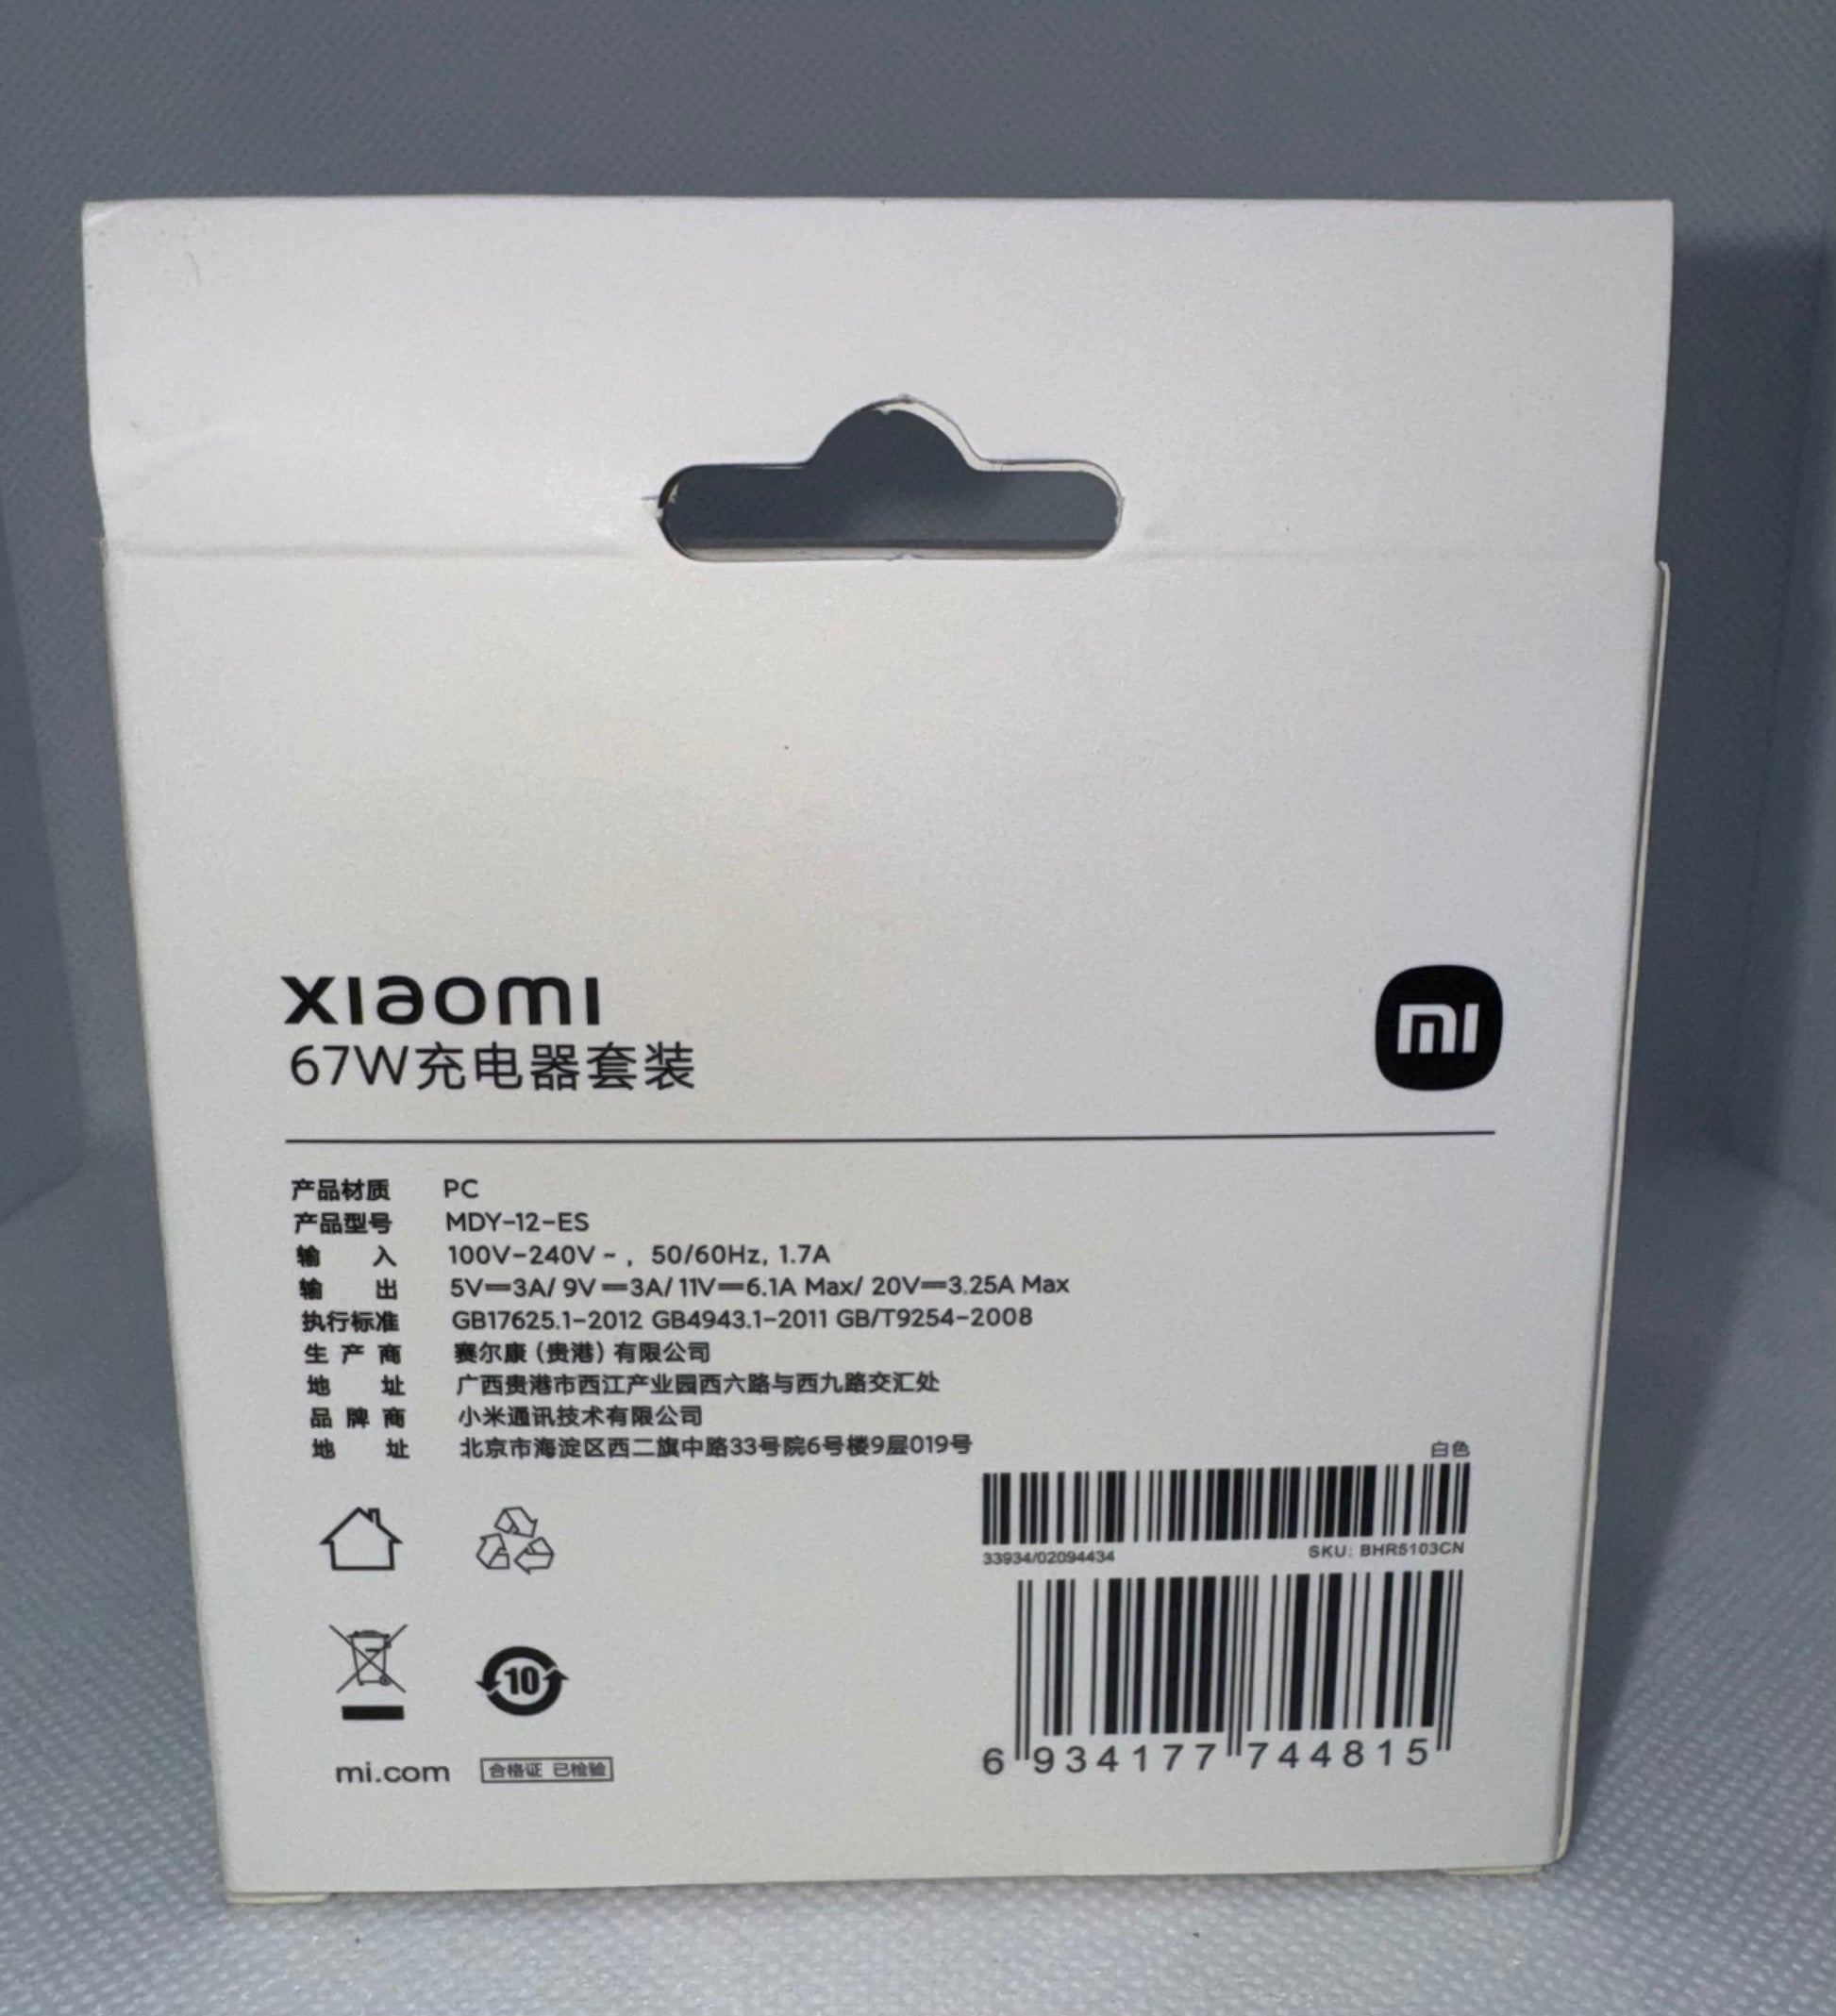 xiaomi
67W充电器套装
mi
产品材质 PC
产品型号 MDY-12-ES
输入 100V-240V ~ , 50/60Hz, 1.7A
输出 5V⎓3A/ 9V⎓3A/ 11V⎓6.1A Max/ 20V⎓3.25A Max
执行标准 GB17625.1-2012 GB4943.1-2011 GB/T9254-2008
生产商 赛尔康（贵港）有限公司
地址 广西贵港市西江产业园西六路与西九路交汇处
品牌商 小米通讯技术有限公司
地址 北京市海淀区西二旗中路33号院6号楼9层019号
白色
33934/02094434 SKU: BHR5103CN
10
6 934177 744815
mi.com 合格证 已检验